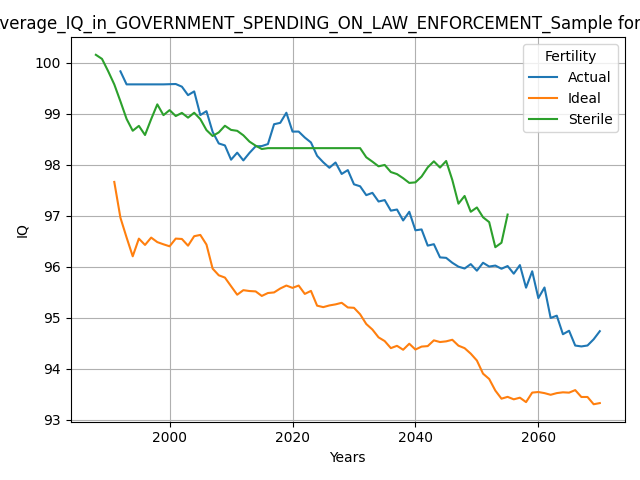 verage_IQ_in_GOVERNMENT_SPENDING_ON_LAW_ENFORCEMENT_Sample for
Fertility
Actual
Ideal
Sterile
100
99
98
97
96
95
94
93
IQ
2000
2020
2040
2060
Years